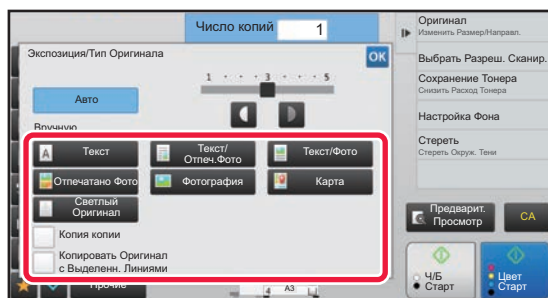 Число копий 1
Экспозиция/Тип Оригинала
OK
1 · · · 3 · · · 5
Авто
Вручную
A Текст
Текст/
Отпеч.Фото
Текст/Фото
Отпечатано Фото
Фотография
Карта
Светлый
Оригинал
Копия копии
Копировать Оригинал
с Выделенн. Линиями
Прочие
A3
Оригинал
Изменить Размер/Направл.
Выбрать Разреш. Сканир.
Сохранение Тонера
Снизить Расход Тонера
Настройка Фона
Стереть
Стереть Окруж. Тени
Предварит.
Просмотр
CA
Ч/Б
Старт
Цвет
Старт